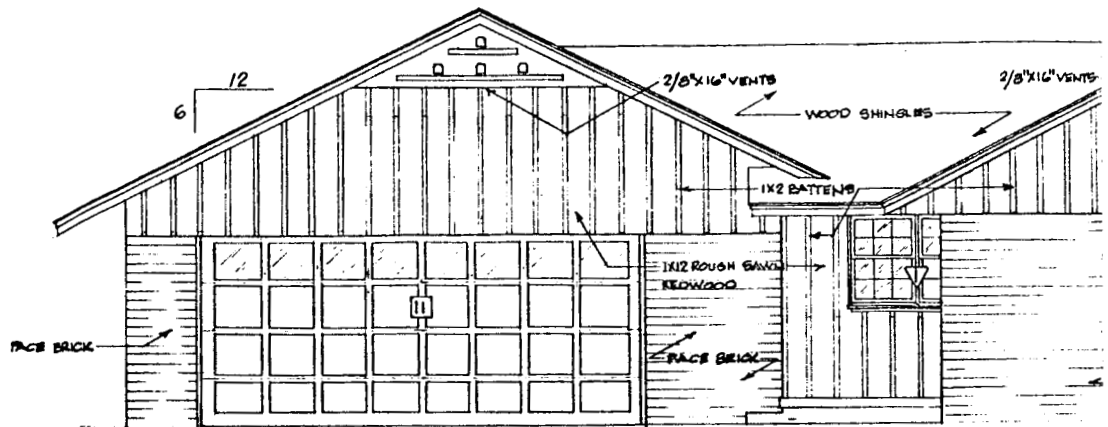 12
6
2/8"X16" VENTS
2/8"X16" VENTS
WOOD SHINGLES
1X2 BATTENS
1X12 ROUGH SAWN
REDWOOD
11
FACE BRICK
FACE BRICK